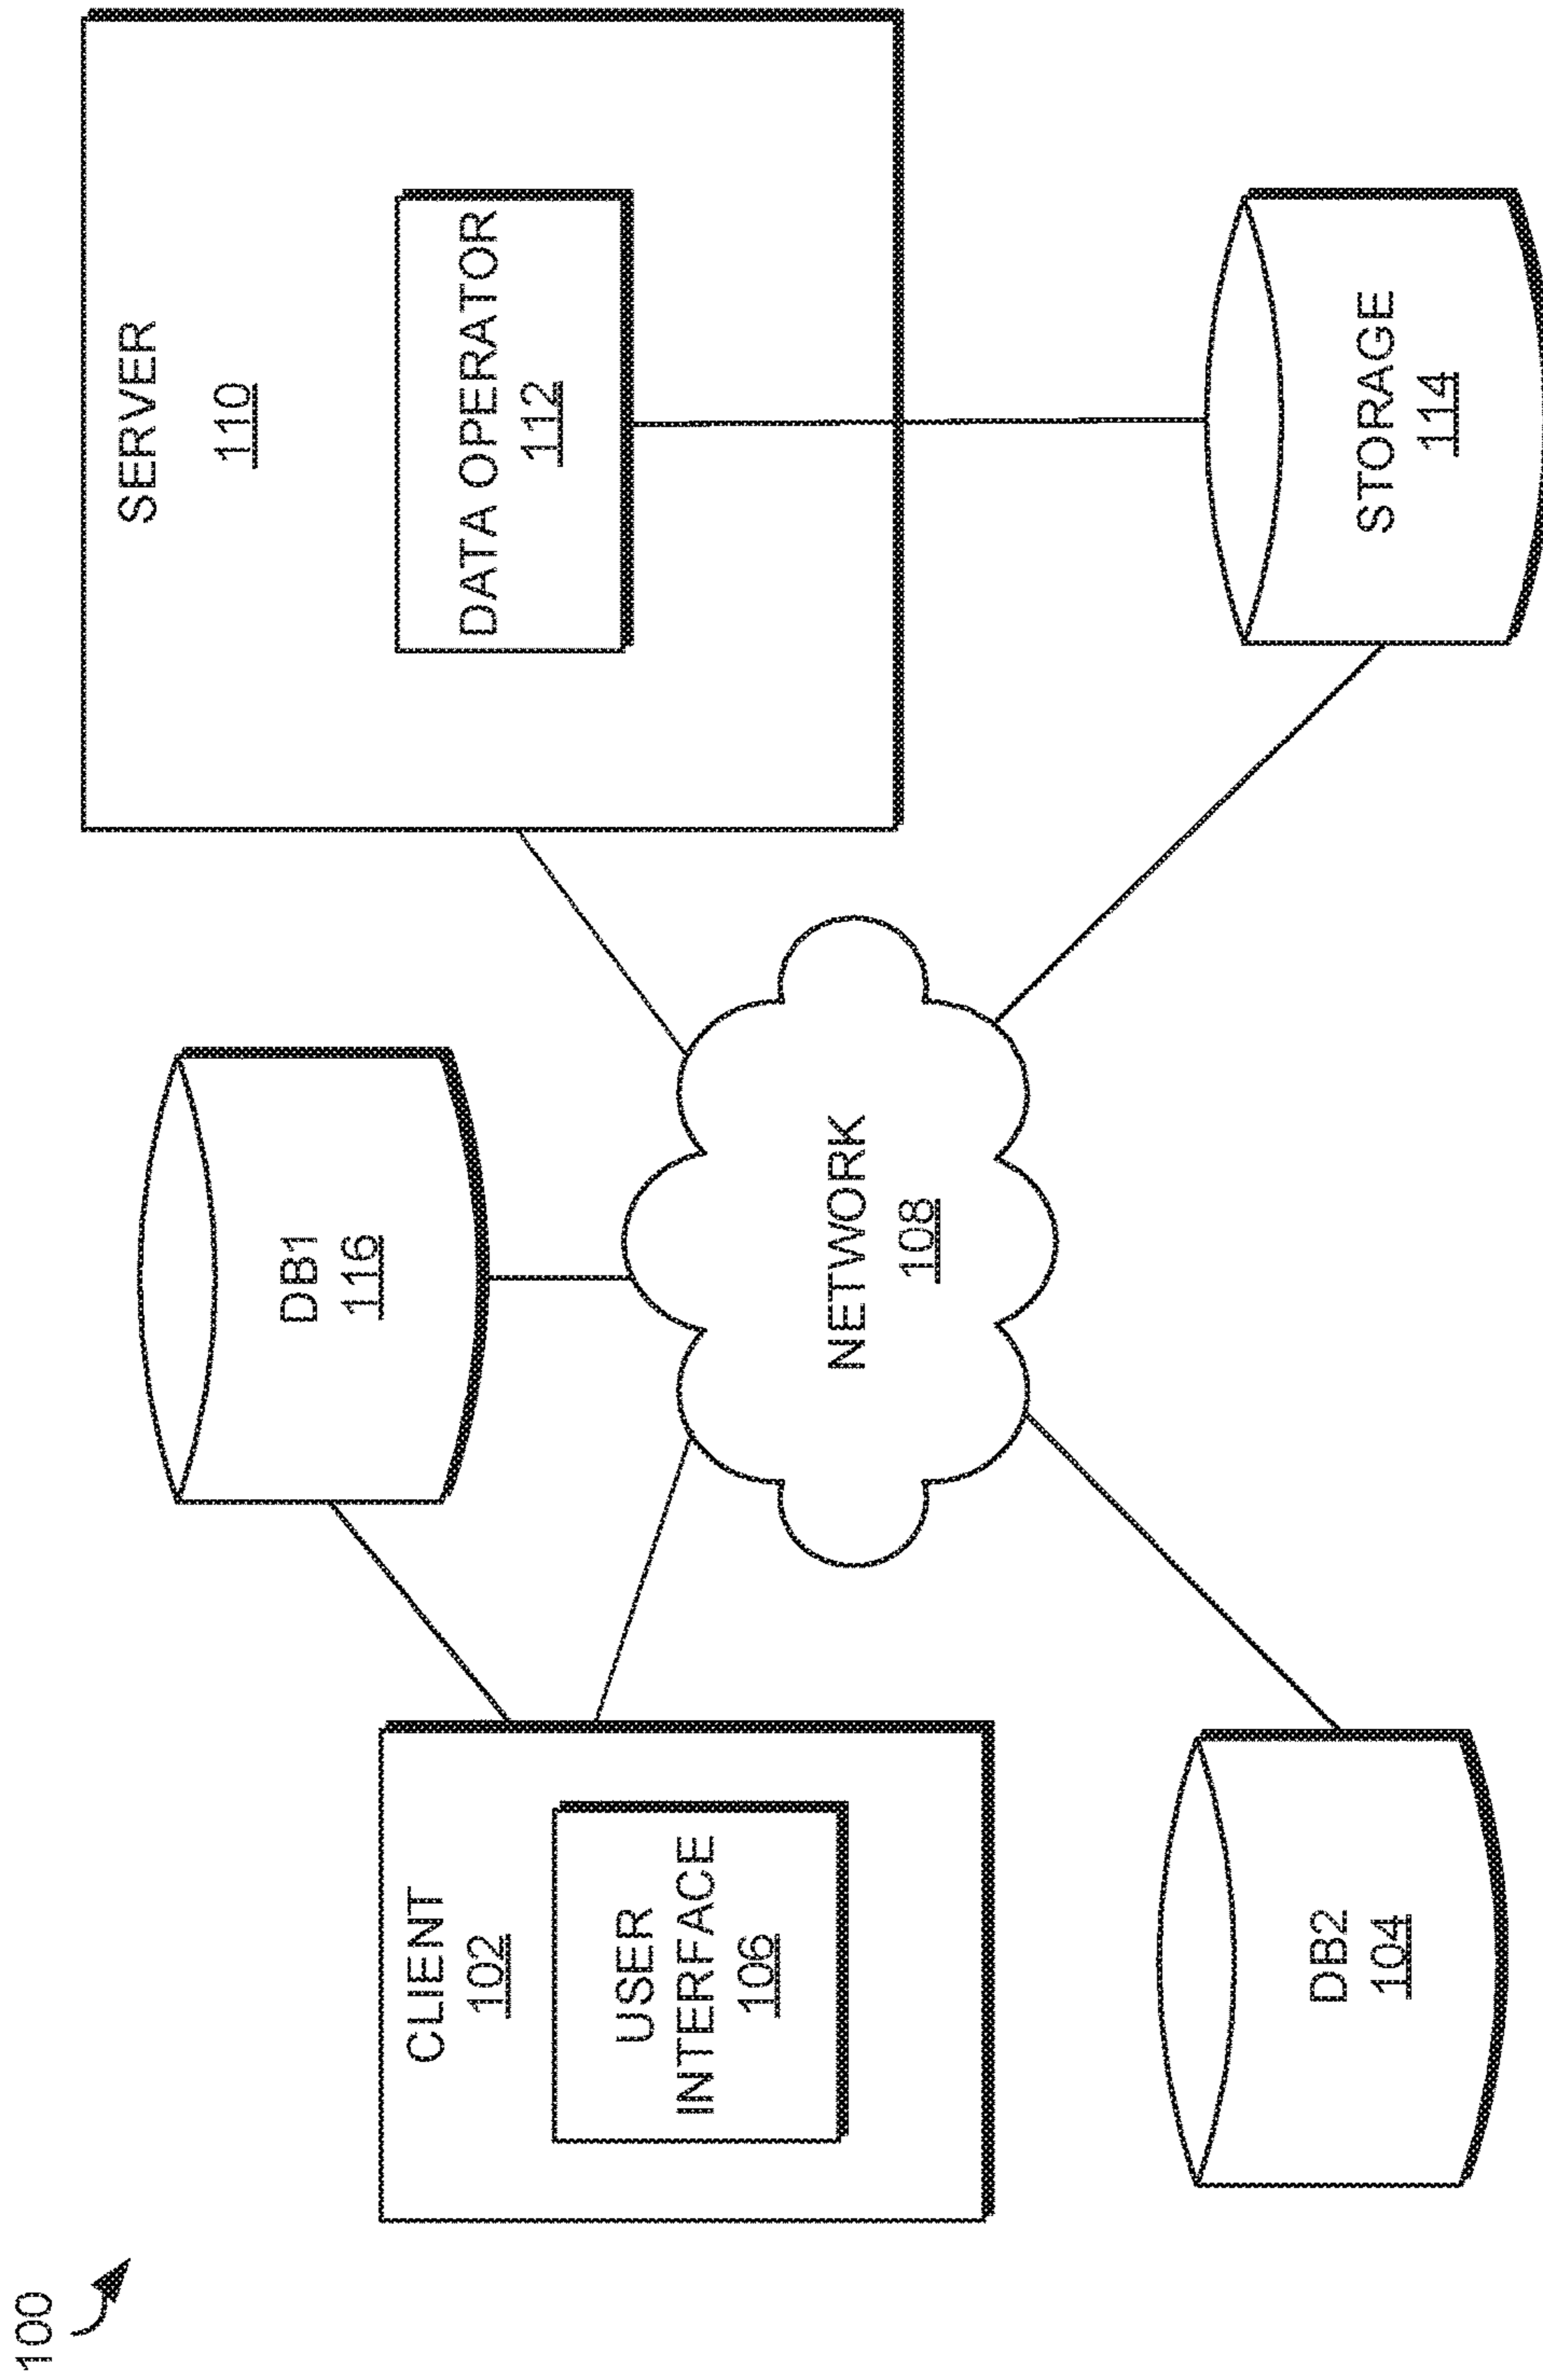 100
CLIENT
102
USER
INTERFACE
106
DB2
104
DB1
116
NETWORK
108
SERVER
110
DATA OPERATOR
112
STORAGE
114